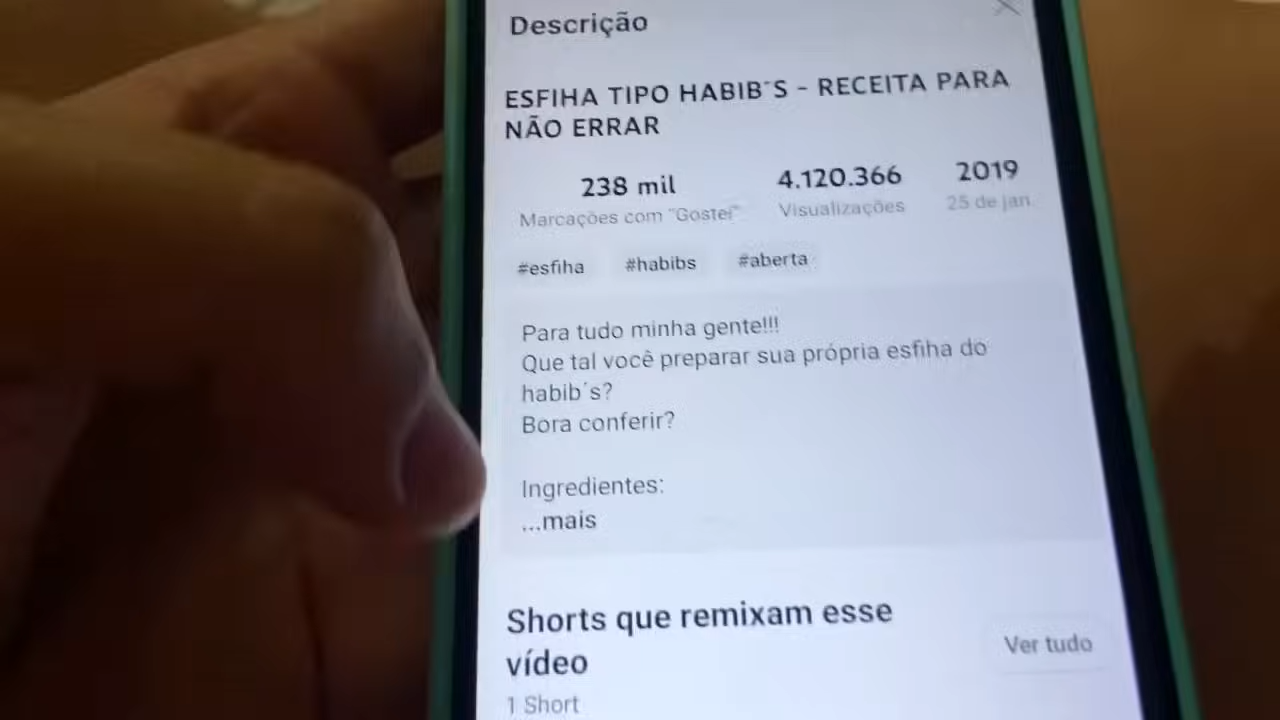 Descrição
ESFIHA TIPO HABIB´S - RECEITA PARA
NÃO ERRAR
238 mil 4.120.366 2019
Marcações com "Gostei" Visualizações 25 de jan.
#esfiha #habibs #aberta
Para tudo minha gente!!!
Que tal você preparar sua própria esfiha do
habib´s?
Bora conferir?
Ingredientes:
...mais
Shorts que remixam esse
vídeo
Ver tudo
1 Short